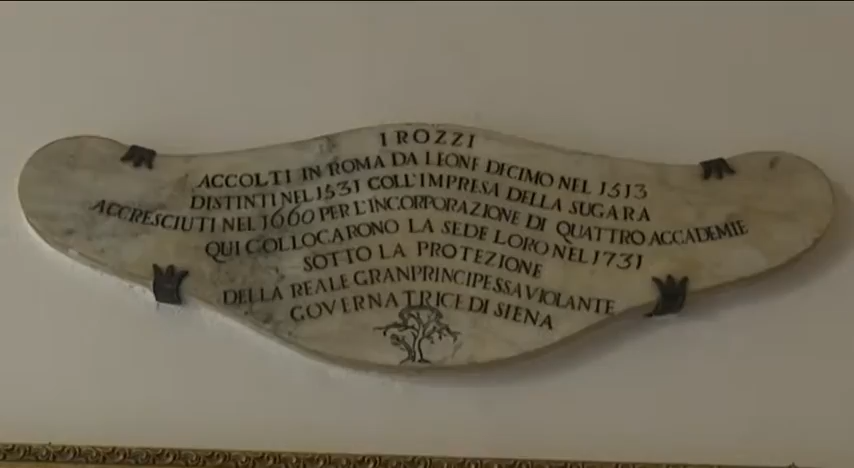 I ROZZI
ACCOLTI IN ROMA DA LEONE DECIMO NEL 1513
DISTINTI NEL 1531 COLL'IMPRESA DELLA SUGARA
ACCRESCIUTI NEL 1660 PER L'INCORPORAZIONE DI QUATTRO ACCADEMIE
QUI COLLOCARONO LA SEDE LORO NEL 1731
SOTTO LA PROTEZIONE
DELLA REALE GRANPRINCIPESSA VIOLANTE
GOVERNATRICE DI SIENA